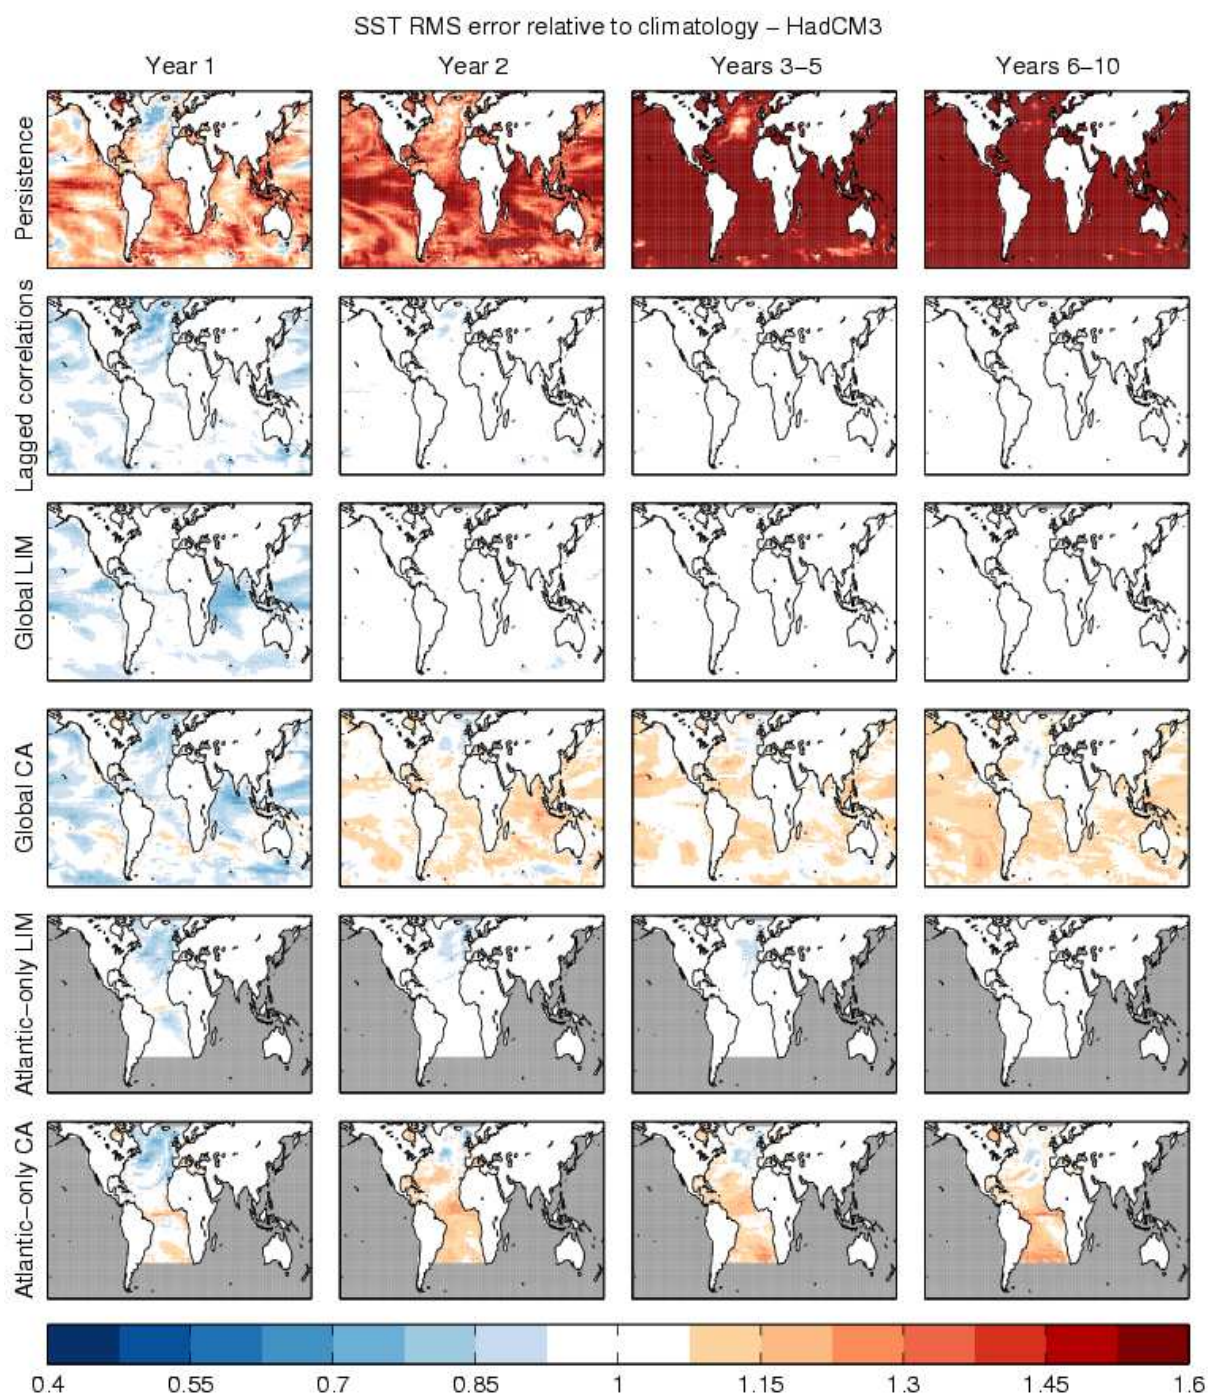 SST RMS error relative to climatology – HadCM3
Year 1
Year 2
Years 3–5
Years 6–10
Persistence
Lagged correlations
Global LIM
Global CA
Atlantic–only LIM
Atlantic–only CA
0.4
0.55
0.7
0.85
1
1.15
1.3
1.45
1.6